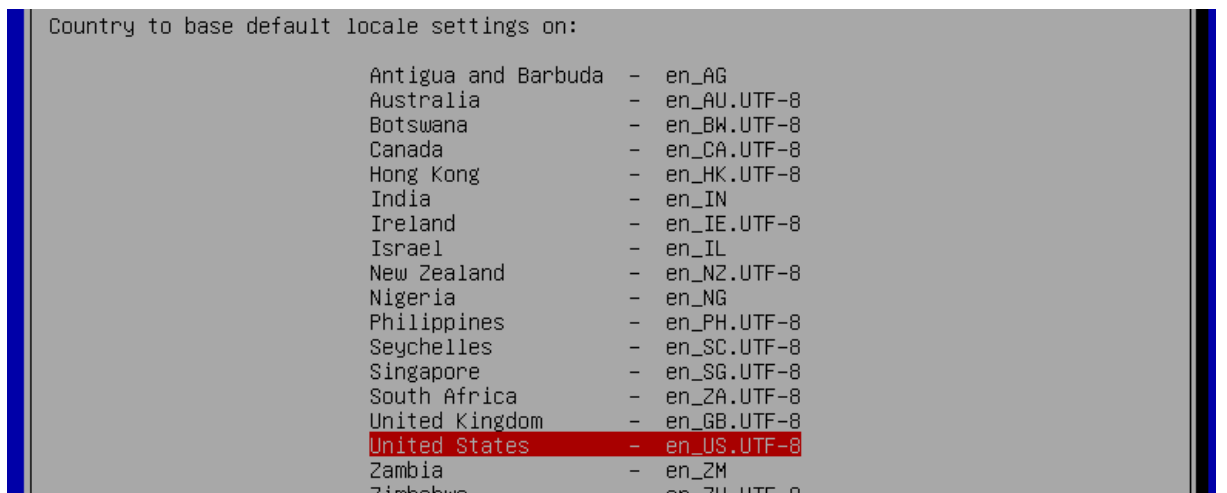 Country to base default locale settings on:
Antigua and Barbuda - en_AG
Australia - en_AU.UTF-8
Botswana - en_BW.UTF-8
Canada - en_CA.UTF-8
Hong Kong - en_HK.UTF-8
India - en_IN
Ireland - en_IE.UTF-8
Israel - en_IL
New Zealand - en_NZ.UTF-8
Nigeria - en_NG
Philippines - en_PH.UTF-8
Seychelles - en_SC.UTF-8
Singapore - en_SG.UTF-8
South Africa - en_ZA.UTF-8
United Kingdom - en_GB.UTF-8
United States - en_US.UTF-8
Zambia - en_ZM